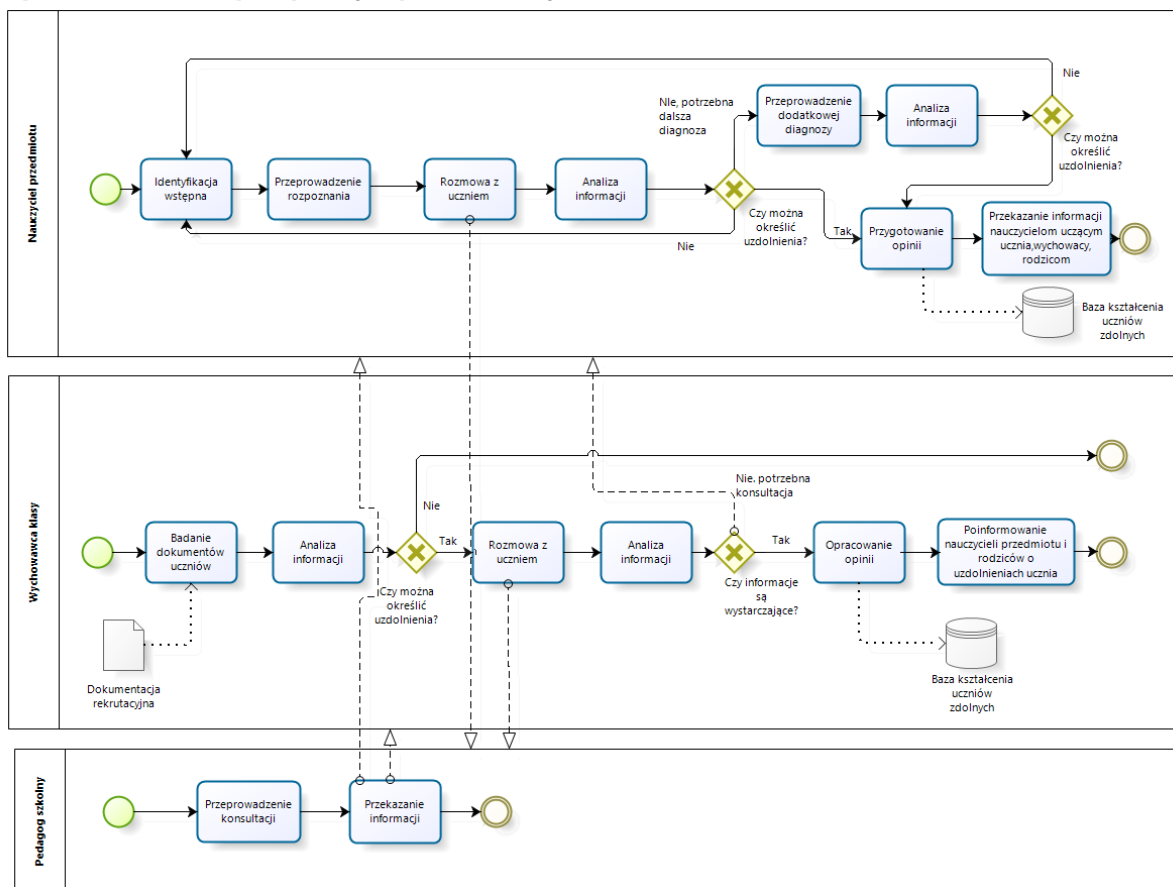 Nauczyciel przedmiotu
Nie
NIe, potrzebna
dalsza
diagnoza
Przeprowadzenie
dodatkowej
diagnozy
Analiza
informacji
Czy można
określić
uzdolnienia?
Identyfikacja
wstępna
Przeprowadzenie
rozpoznania
Rozmowa z
uczniem
Analiza
informacji
Czy można
określić
uzdolnienia?
Nie
Tak
Przygotowanie
opinii
Przekazanie informacji
nauczycielom uczącym
ucznia,wychowacy,
rodzicom
Baza kształcenia
uczniów
zdolnych
Wychowawca klasy
Badanie
dokumentów
uczniów
Analiza
informacji
Nie
Tak
Czy można
określić
uzdolnienia?
Rozmowa z
uczniem
Analiza
informacji
Nie, potrzebna
konsultacja
Czy informacje
są
wystarczające?
Tak
Opracowanie
opinii
Poinformowanie
nauczycieli przedmiotu i
rodziców o
uzdolnieniach ucznia
Dokumentacja
rekrutacyjna
Baza kształcenia
uczniów
zdolnych
Pedagog szkolny
Przeprowadzenie
konsultacji
Przekazanie
informacji